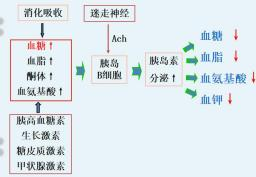 消化吸收
迷走神经
Ach
血糖↑
血脂↑
酮体↑
血氨基酸↑
胰岛
B细胞
胰岛素
分泌↑
血糖↓
血脂↓
血氨基酸↓
血钾↓
胰高血糖素
生长激素
糖皮质激素
甲状腺激素